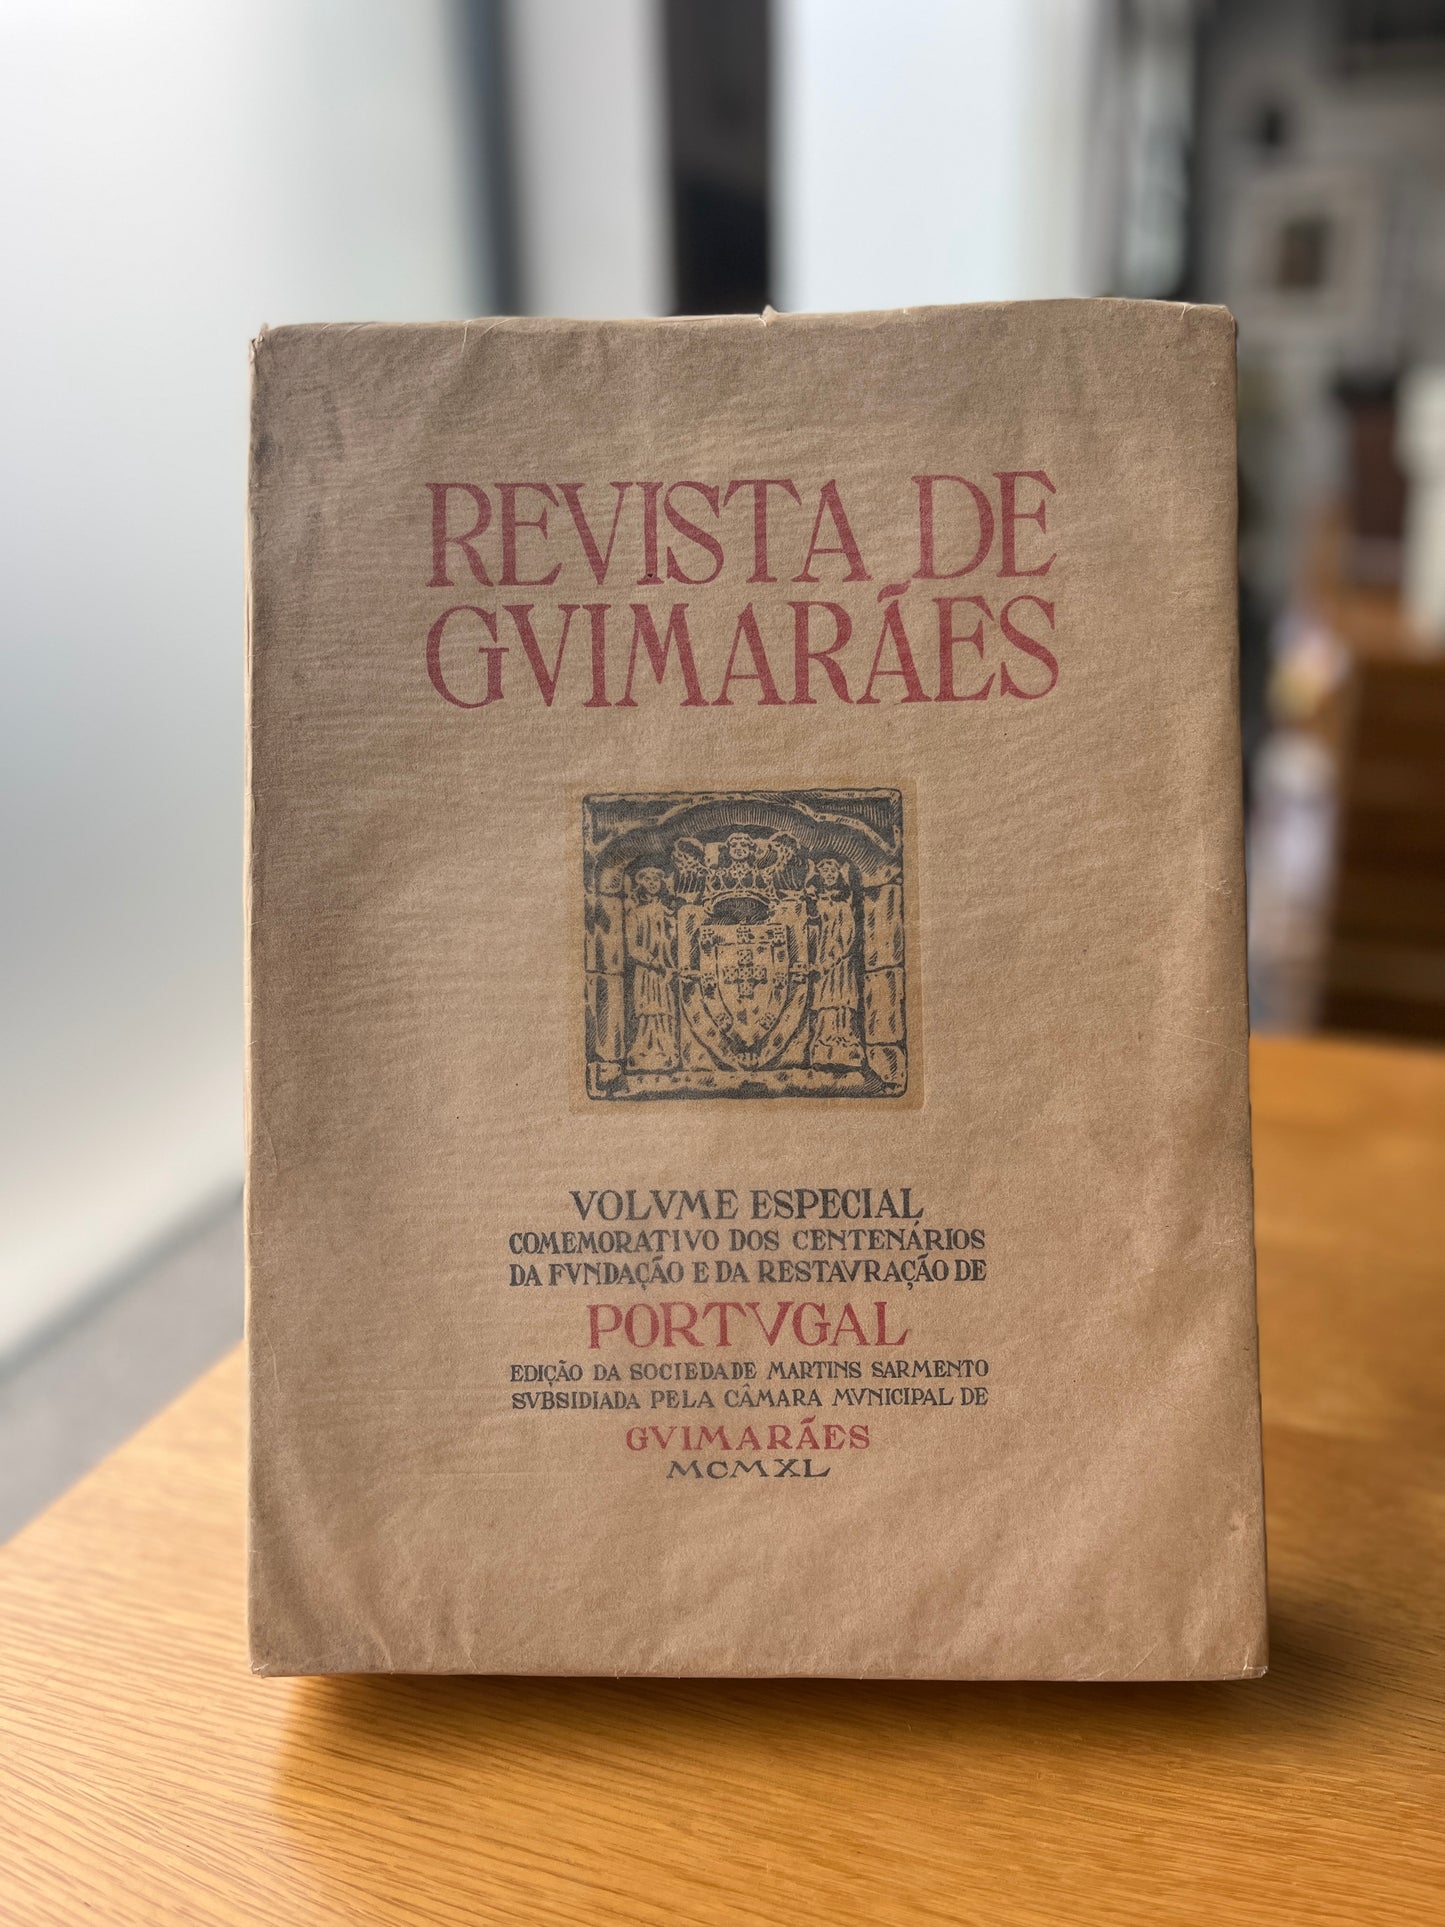 REVISTA DE
GVIMARÃES
VOLVME ESPECIAL
COMEMORATIVO DOS CENTENÁRIOS
DA FVNDAÇÃO E DA RESTAVRAÇÃO DE
PORTVGAL
EDIÇÃO DA SOCIEDADE MARTINS SARMENTO
SVBSIDIADA PELA CÂMARA MVNICIPAL DE
GVIMARÃES
MCMXL